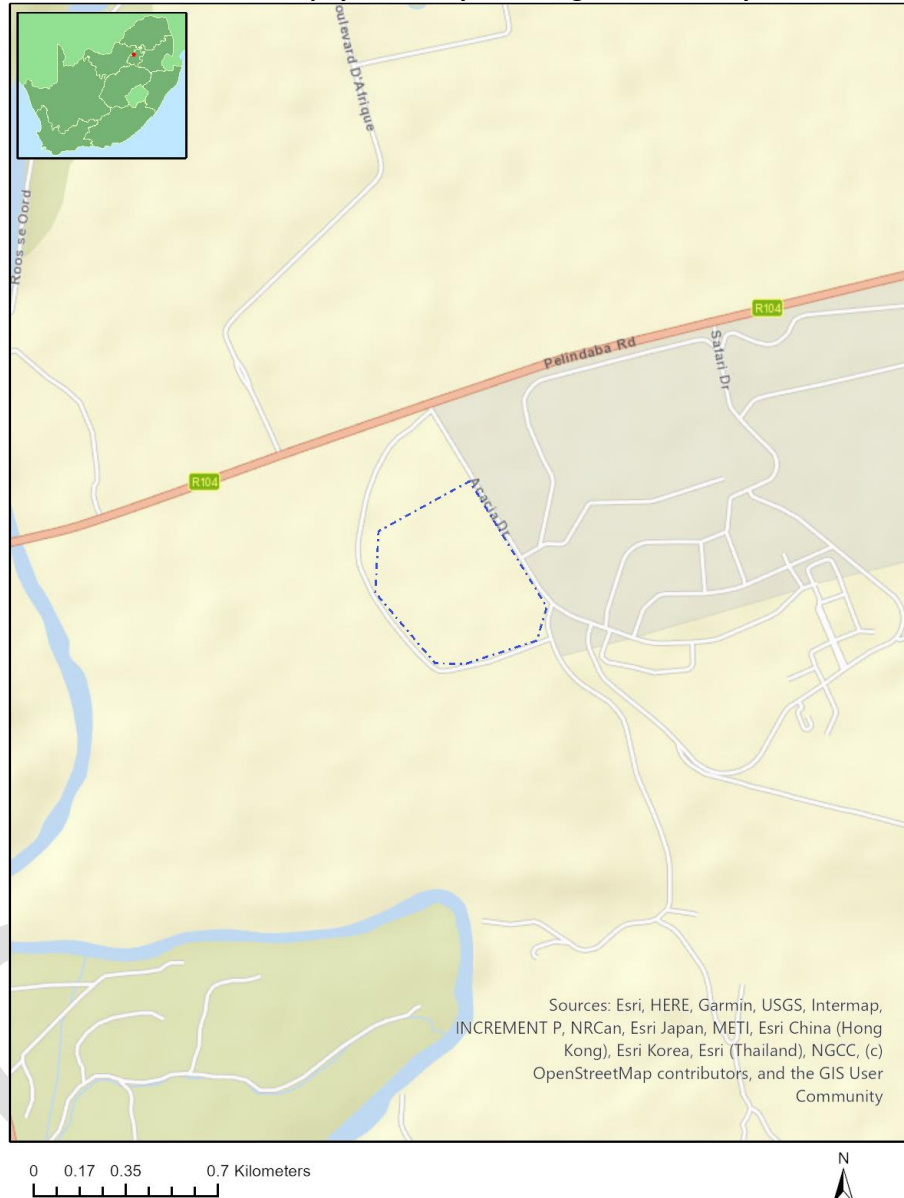 oulevard D'Afrique
Roos se Oord
R104
Pelindaba Rd
Safari Dr
R104
Acacia Dr
Sources: Esri, HERE, Garmin, USGS, Intermap,
INCREMENT P, NRCan, Esri Japan, METI, Esri China (Hong
Kong), Esri Korea, Esri (Thailand), NGCC, (c)
OpenStreetMap contributors, and the GIS User
Community
0 0.17 0.35 0.7 Kilometers
N